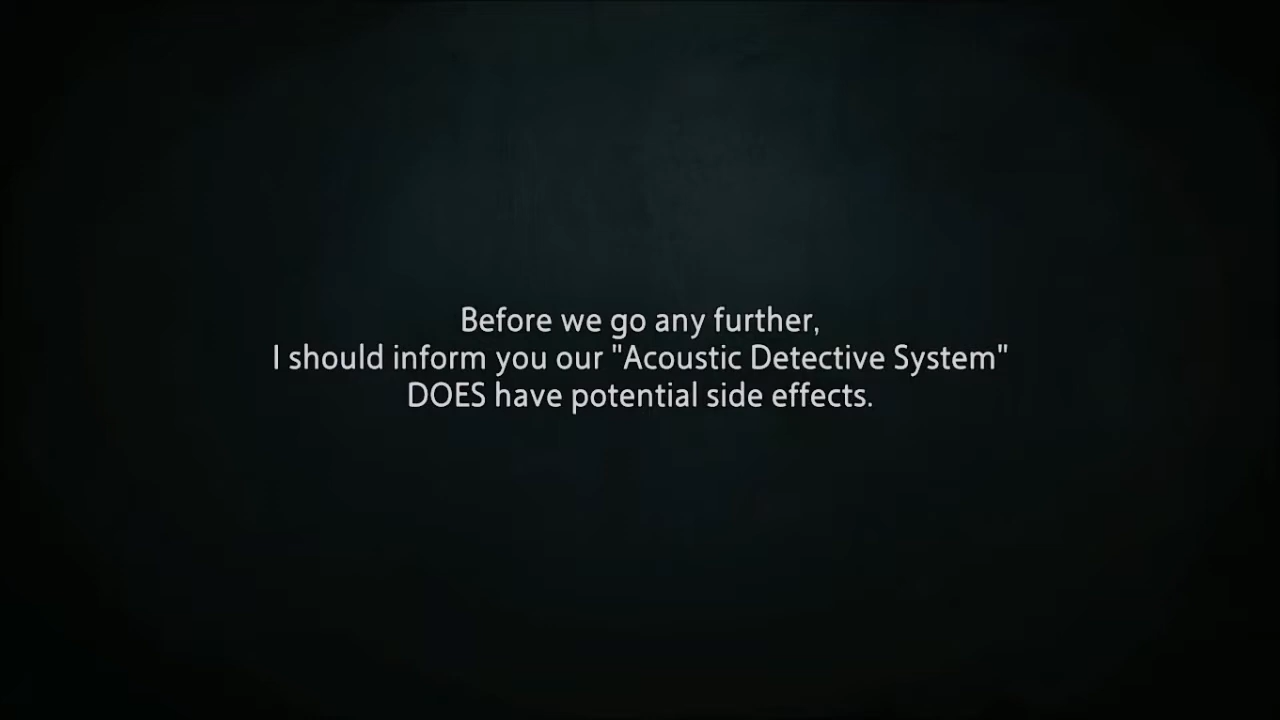 Before we go any further,
I should inform you our "Acoustic Detective System"
DOES have potential side effects.